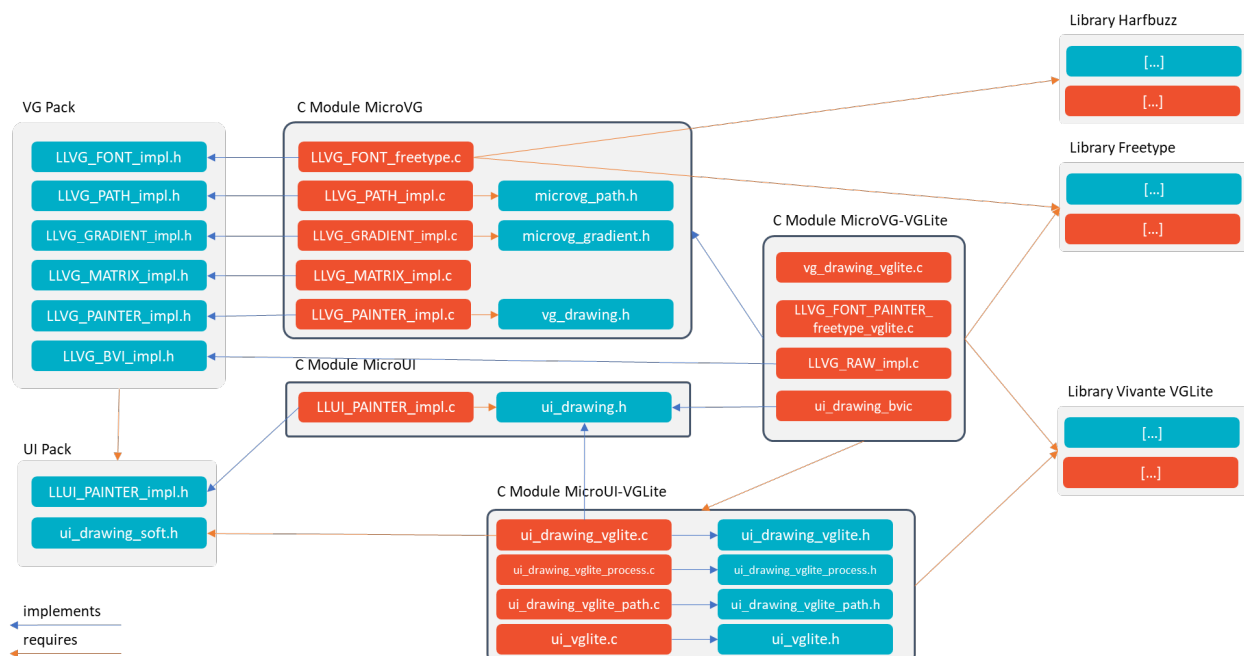 Library Harfbuzz
[...]
[...]
VG Pack
LLVG_FONT_impl.h
LLVG_PATH_impl.h
LLVG_GRADIENT_impl.h
LLVG_MATRIX_impl.h
LLVG_PAINTER_impl.h
LLVG_BVI_impl.h
C Module MicroVG
LLVG_FONT_freetype.c
LLVG_PATH_impl.c
microvg_path.h
LLVG_GRADIENT_impl.c
microvg_gradient.h
LLVG_MATRIX_impl.c
LLVG_PAINTER_impl.c
vg_drawing.h
Library Freetype
[...]
[...]
C Module MicroVG-VGLite
vg_drawing_vglite.c
LLVG_FONT_PAINTER_
freetype_vglite.c
LLVG_RAW_impl.c
ui_drawing_bvic
C Module MicroUI
LLUI_PAINTER_impl.c
ui_drawing.h
Library Vivante VGLite
[...]
[...]
UI Pack
LLUI_PAINTER_impl.h
ui_drawing_soft.h
C Module MicroUI-VGLite
ui_drawing_vglite.c
ui_drawing_vglite.h
ui_drawing_vglite_process.c
ui_drawing_vglite_process.h
ui_drawing_vglite_path.c
ui_drawing_vglite_path.h
ui_vglite.c
ui_vglite.h
implements
requires